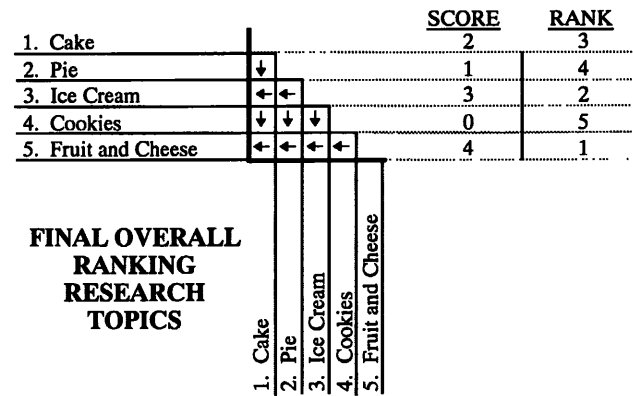 SCORE RANK
1. Cake 2 3
2. Pie ↓ 1 4
3. Ice Cream ← ← 3 2
4. Cookies ↓ ↓ ↓ 0 5
5. Fruit and Cheese ← ← ← ← 4 1
FINAL OVERALL
RANKING
RESEARCH
TOPICS
1. Cake
2. Pie
3. Ice Cream
4. Cookies
5. Fruit and Cheese